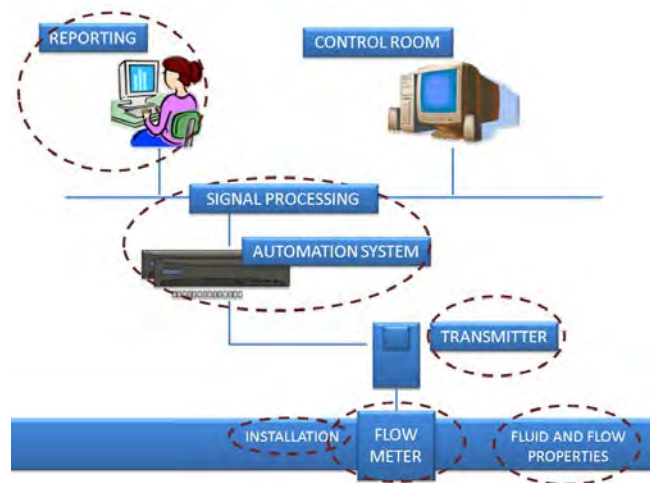 REPORTING
CONTROL ROOM
SIGNAL PROCESSING
AUTOMATION SYSTEM
TRANSMITTER
INSTALLATION
FLOW
METER
FLUID AND FLOW
PROPERTIES